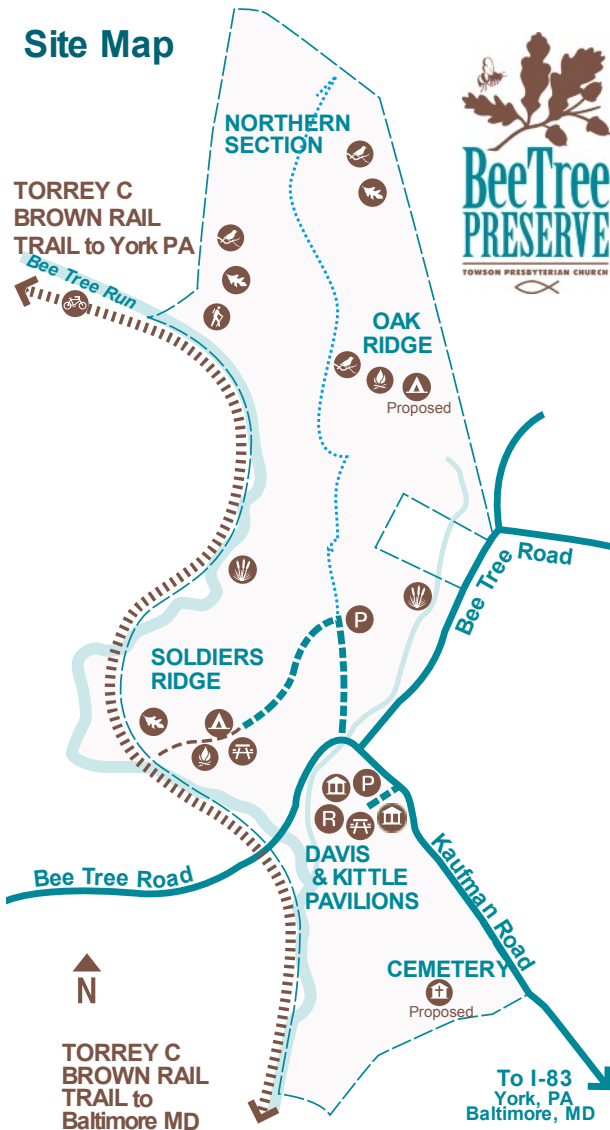 Site Map
BeeTree
PRESERVE
TOWSON PRESBYTERIAN CHURCH
NORTHERN
SECTION
TORREY C
BROWN RAIL
TRAIL to York PA
Bee Tree Run
OAK
RIDGE
Proposed
Bee Tree Road
P
SOLDIERS
RIDGE
P
R
DAVIS
& KITTLE
PAVILIONS
Bee Tree Road
Kaufman Road
CEMETERY
Proposed
N
TORREY C
BROWN RAIL
TRAIL to
Baltimore MD
To I-83
York, PA
Baltimore, MD